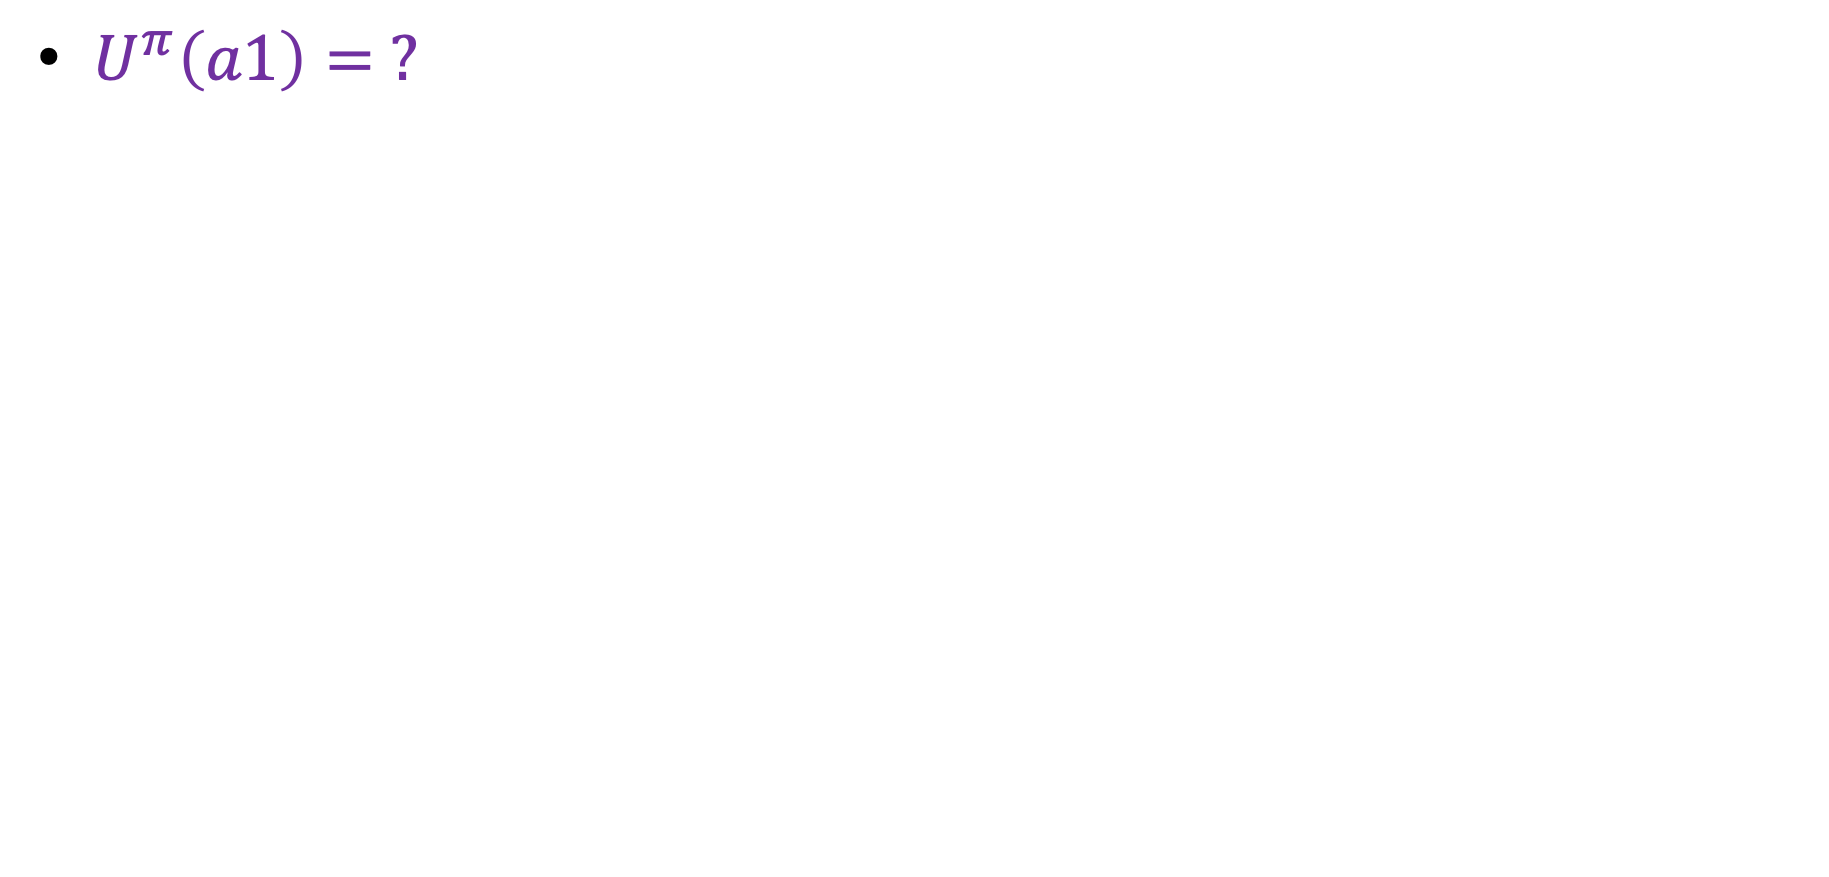 • U^π(a1) = ?